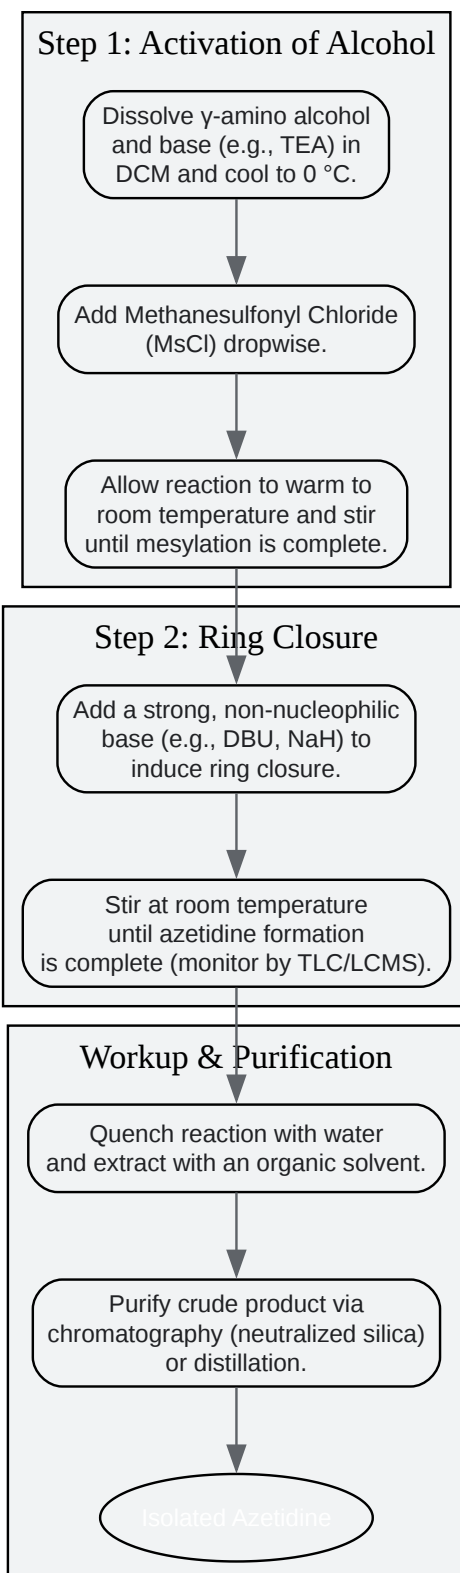 Step 1: Activation of Alcohol
Dissolve γ-amino alcohol
and base (e.g., TEA) in
DCM and cool to 0 °C.
Add Methanesulfonyl Chloride
(MsCl) dropwise.
Allow reaction to warm to
room temperature and stir
until mesylation is complete.
Step 2: Ring Closure
Add a strong, non-nucleophilic
base (e.g., DBU, NaH) to
induce ring closure.
Stir at room temperature
until azetidine formation
is complete (monitor by TLC/LCMS).
Workup & Purification
Quench reaction with water
and extract with an organic solvent.
Purify crude product via
chromatography (neutralized silica)
or distillation.
Isolated Azetidine